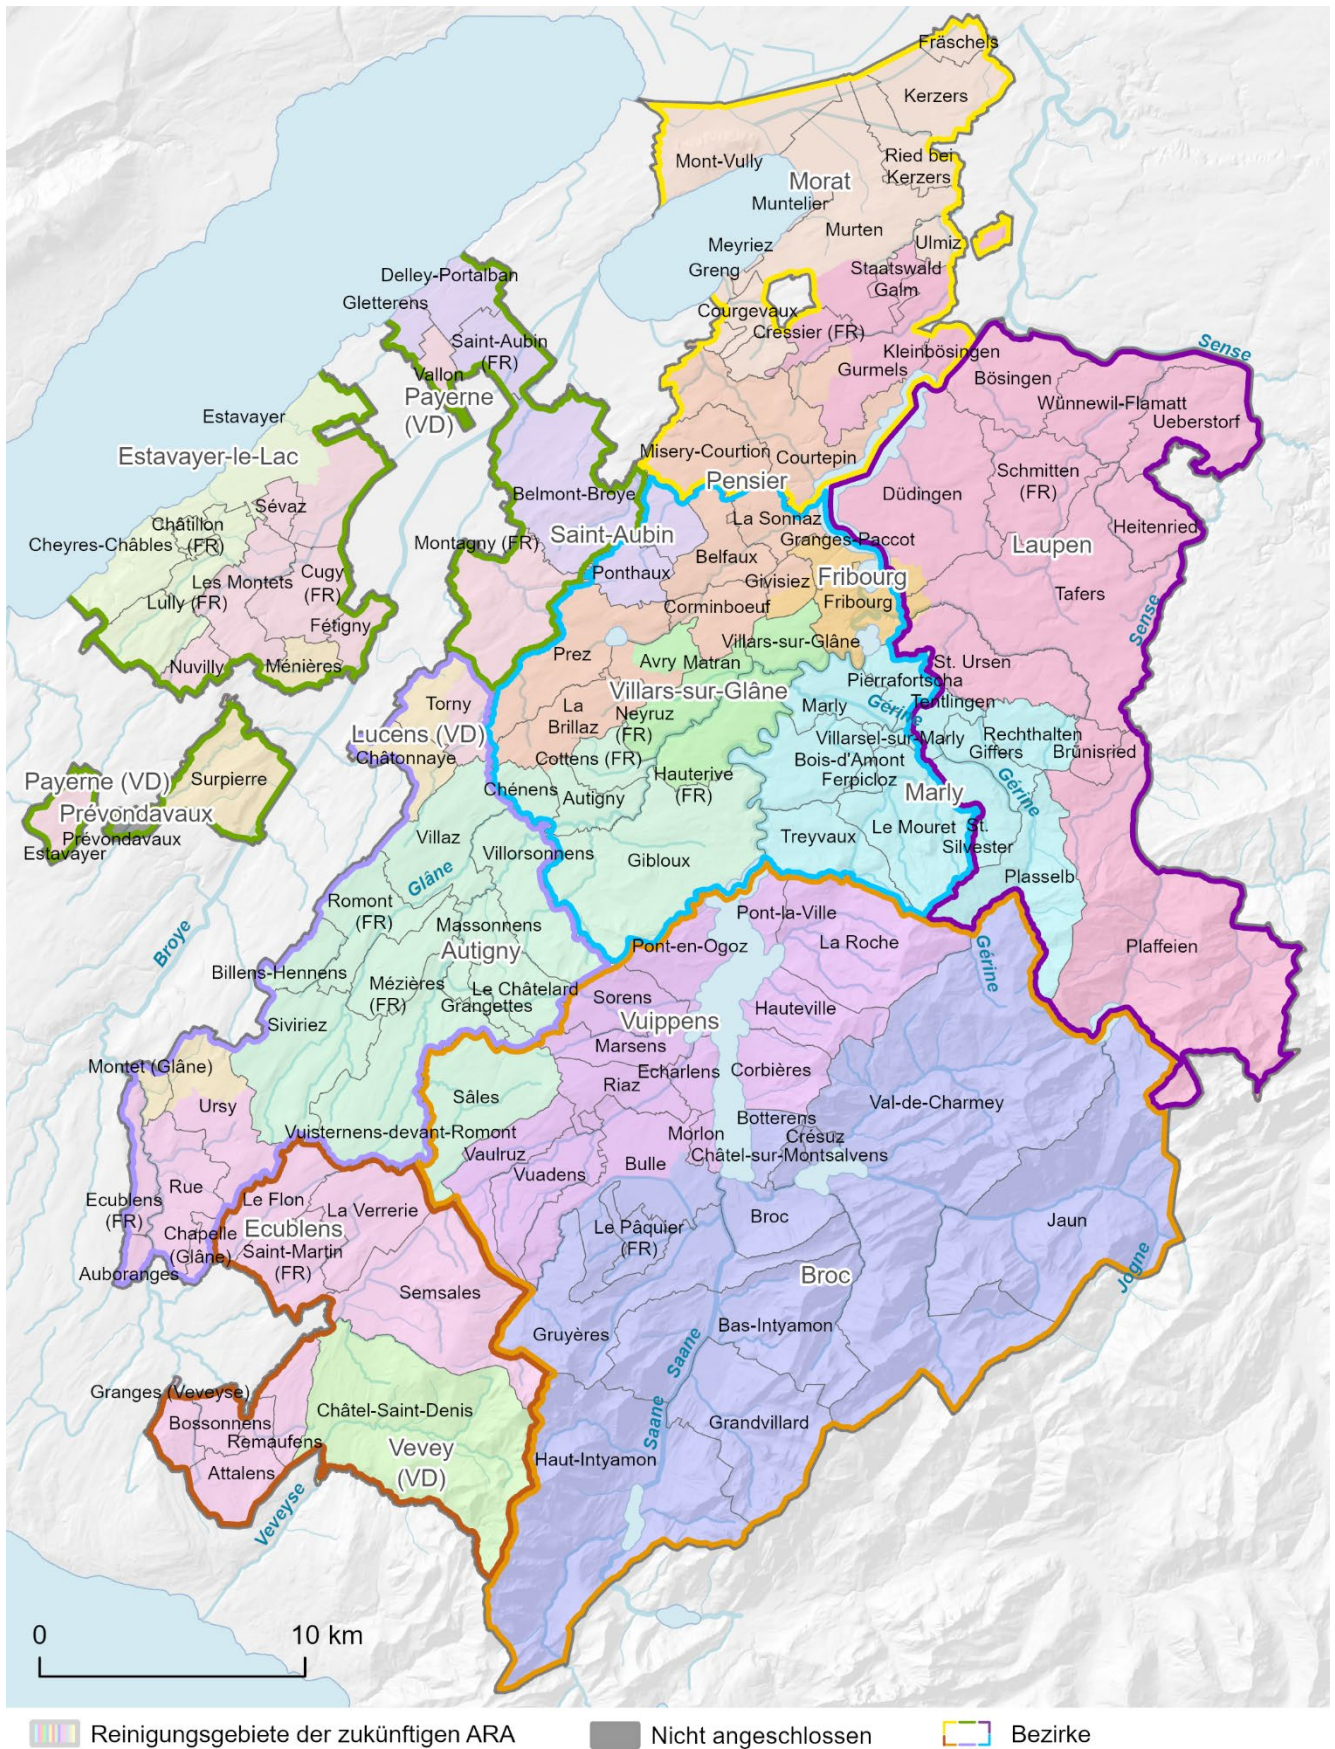 Fräschels
Kerzers
Mont-Vully
Ried bei
Kerzers
Morat
Muntelier
Murten
Ulmiz
Meyriez
Greng
Staatswald
Galm
Delley-Portalban
Gletterens
Courgevaux
Cressier (FR)
Saint-Aubin
(FR)
Vallon
Kleinbösingen
Gurmels
Sense
Bösingen
Payerne
(VD)
Wünnewil-Flamatt
Ueberstorf
Estavayer
Estavayer-le-Lac
Misery-Courtion
Courtepin
Pensier
Schmitten
(FR)
Düdingen
Belmont-Broye
Sévaz
La Sonnaz
Heitenried
Châtillon
(FR)
Cheyres-Châbles
Montagny (FR)
Saint-Aubin
Granges-Paccot
Laupen
Belfaux
Ponthaux
Givisiez
Fribourg
Fribourg
Les Montets
Cugy
(FR)
Lully (FR)
Corminboeuf
Tafers
Sense
Fétigny
Villars-sur-Glâne
Nuvilly
Ménières
Prez
Avry
Matran
St. Ursen
Pierrafortscha
Villars-sur-Glâne
Tentlingen
Torny
La
Brillaz
Neyruz
(FR)
Marly
Gérine
Lucens (VD)
Châtonnaye
Villarsel-sur-Marly
Rechthalten
Giffers
Brünisried
Cottens (FR)
Bois-d'Amont
Ferpicloz
Payerne (VD)
Surpierre
Chénens
Autigny
Hauterive
(FR)
Marly
Gérine
Prévondavaux
Prévondavaux
Estavayer
Villaz
Villorsonnens
Treyvaux
Le Mouret
St.
Silvester
Gibloux
Plasselb
Glâne
Romont
(FR)
Massonnens
Pont-la-Ville
La Roche
Plaffeien
Broye
Autigny
Pont-en-Ogoz
Gérine
Billens-Hennens
Mézières
(FR)
Le Châtelard
Grangettes
Sorens
Hauteville
Siviriez
Vuippens
Marsens
Montet (Glâne)
Echarlens
Corbières
Riaz
Sâles
Ursy
Val-de-Charmey
Botterens
Vuisternens-devant-Romont
Morlon
Crésuz
Vaulruz
Châtel-sur-Montsalvens
Bulle
Vuadens
Rue
Ecublens
(FR)
Le Flon
La Verrerie
Broc
Jaun
Ecublens
Le Pâquier
(FR)
Chapelle
(Glâne)
Saint-Martin
(FR)
Auboranges
Broc
Jogne
Semsales
Gruyères
Bas-Intyamon
Saane
Granges (Veveyse)
Bossonnens
Remaufens
Châtel-Saint-Denis
Saane
Grandvillard
Vevey
(VD)
Haut-Intyamon
Attalens
Veveyse
0 10 km
Reinigungsgebiete der zukünftigen ARA Nicht angeschlossen Bezirke